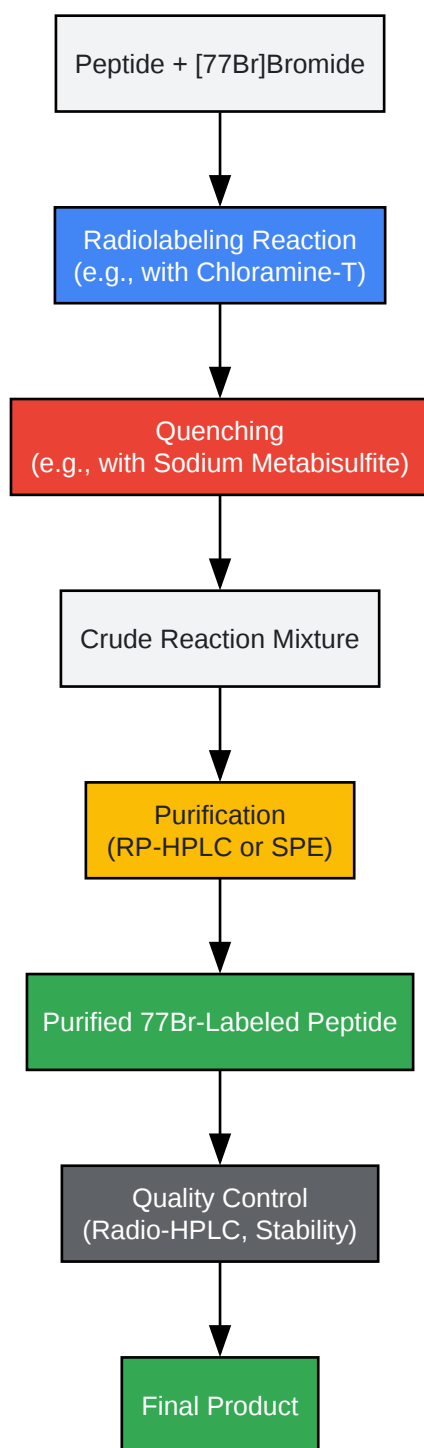 Peptide + [77Br]Bromide
Radiolabeling Reaction
(e.g., with Chloramine-T)
Quenching
(e.g., with Sodium Metabisulfite)
Crude Reaction Mixture
Purification
(RP-HPLC or SPE)
Purified 77Br-Labeled Peptide
Quality Control
(Radio-HPLC, Stability)
Final Product